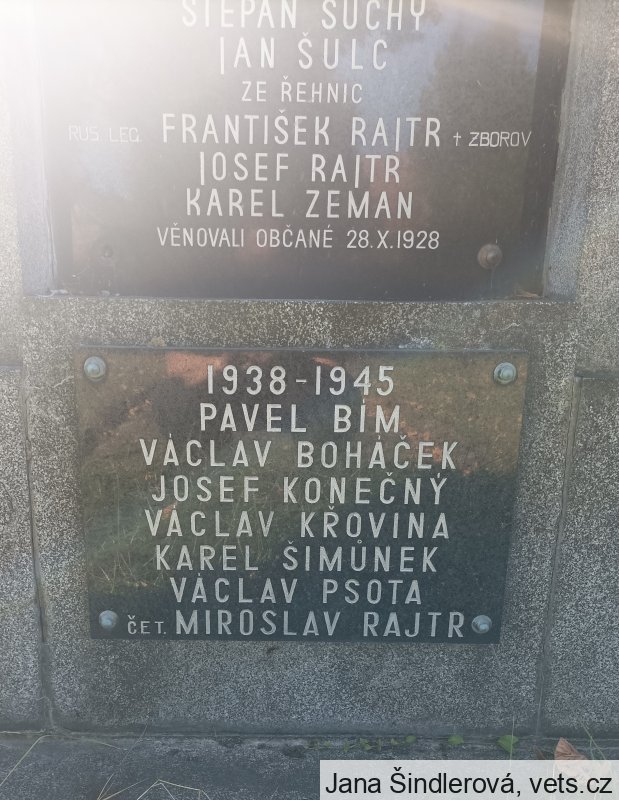 ŠTĚPÁN SUCHÝ
JAN ŠULC
ZE ŘEHNIC
RUS. LEG. FRANTIŠEK RAJTR + ZBOROV
JOSEF RAJTR
KAREL ZEMAN
VĚNOVALI OBČANÉ 28.X.1928
1938-1945
PAVEL BÍM
VÁCLAV BOHÁČEK
JOSEF KONEČNÝ
VÁCLAV KŘOVINA
KAREL ŠIMŮNEK
VÁCLAV PSOTA
ČET. MIROSLAV RAJTR
Jana Šindlerová, vets.cz